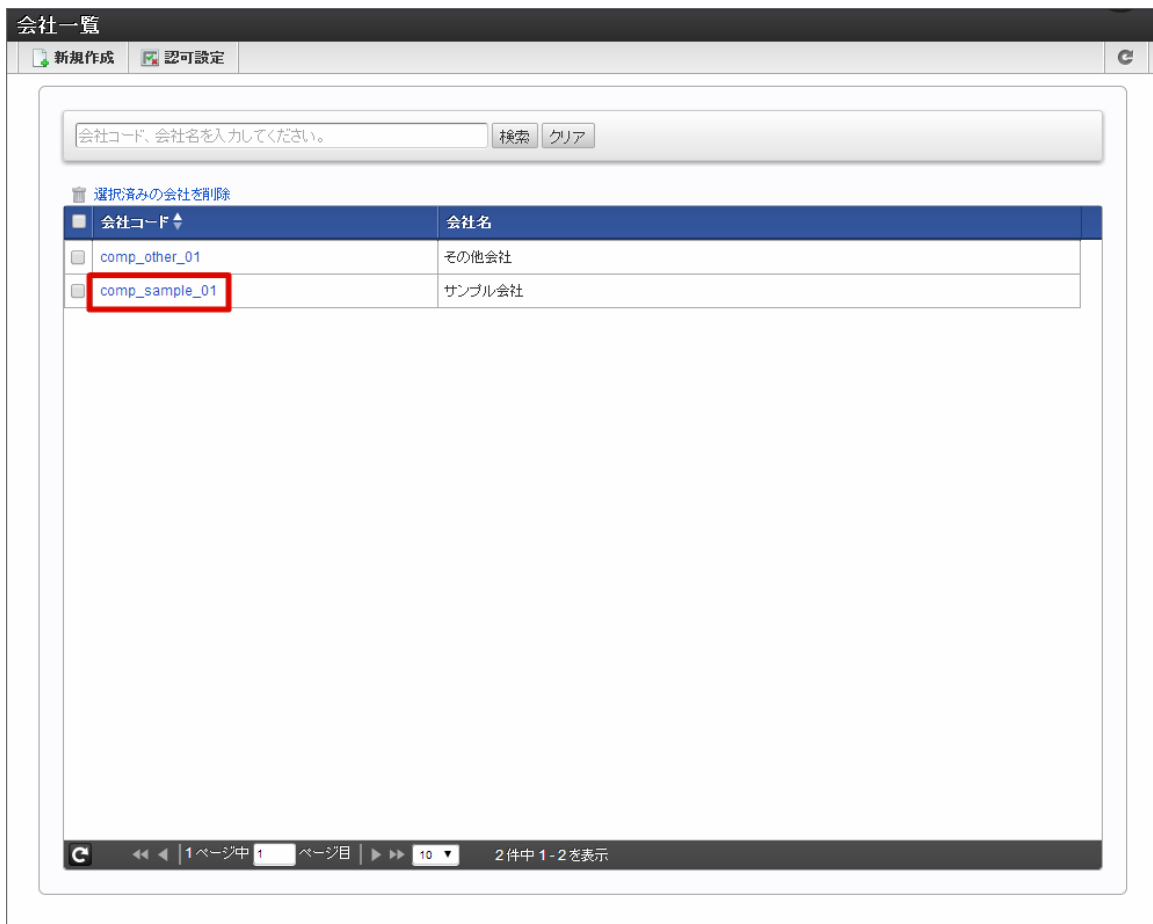 会社一覧
新規作成 認可設定
会社コード、会社名を入力してください。 検索 クリア
選択済みの会社を削除
会社コード 会社名
comp_other_01 その他会社
comp_sample_01 サンプル会社
1ページ中 1 ページ目 10 2件中 1 - 2 を表示